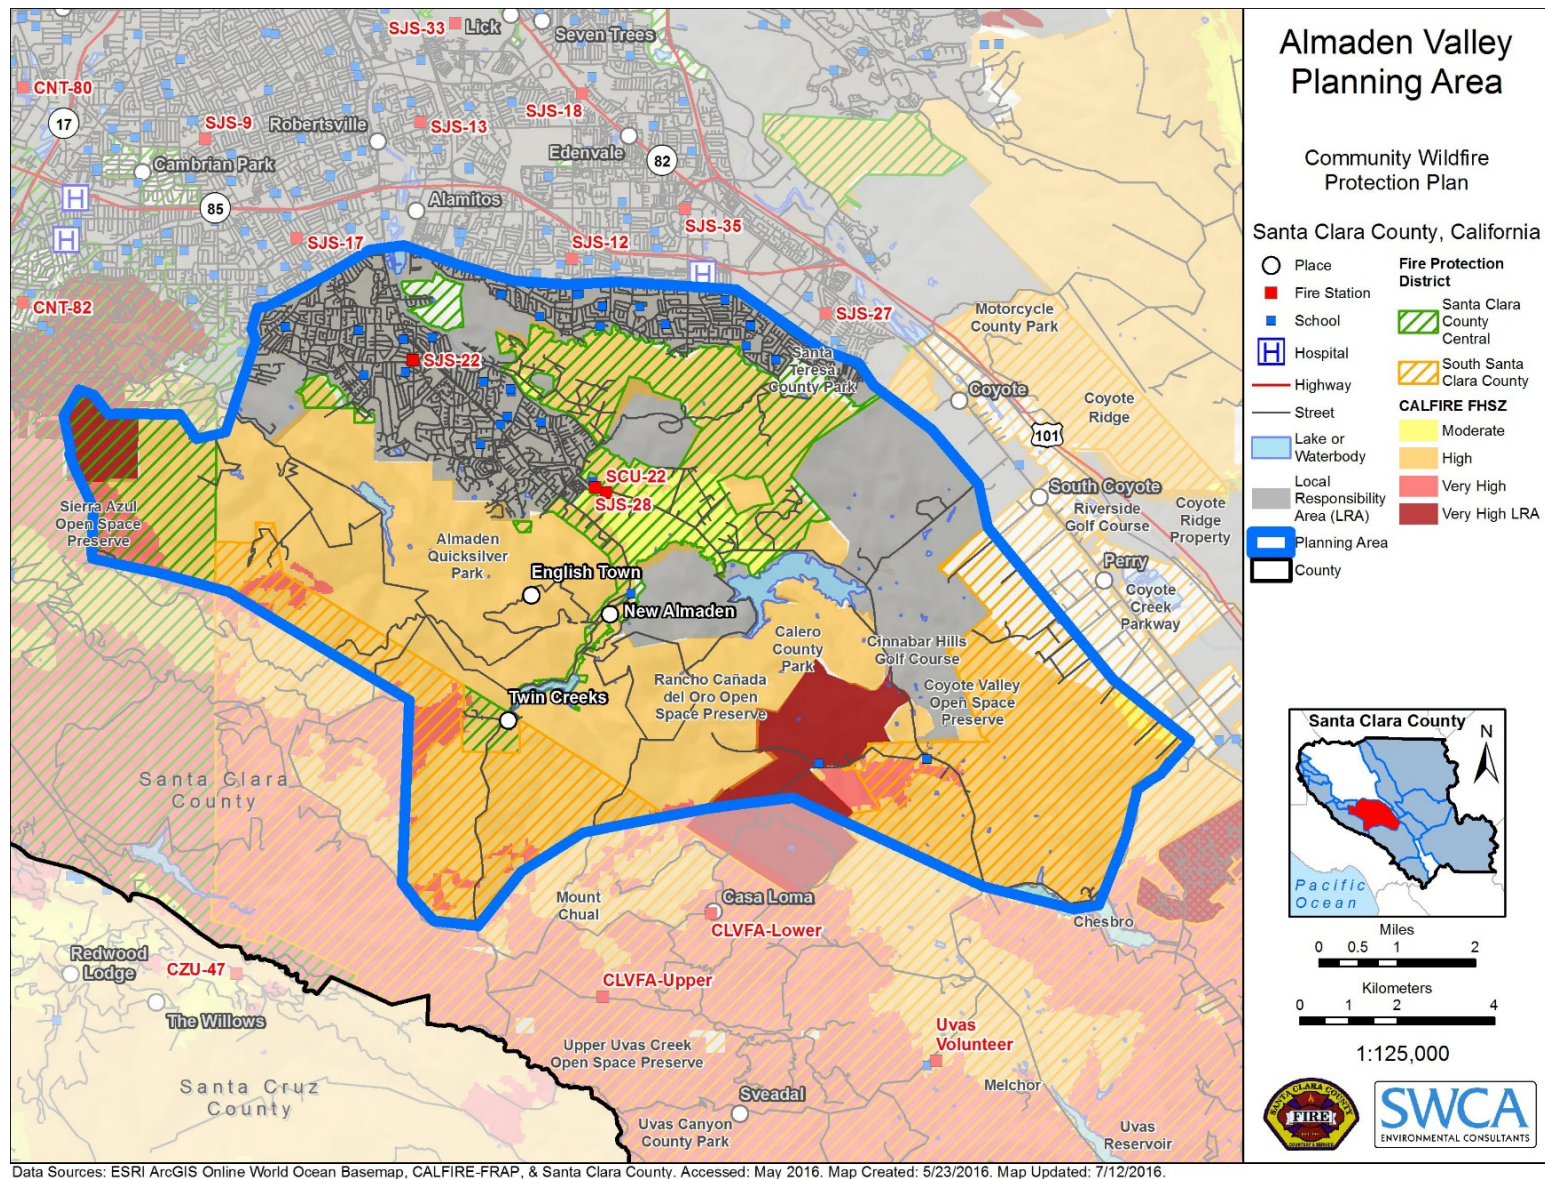 SJS-33
Lick
Seven Trees
CNT-80
17
SJS-9
Robertsville
SJS-13
SJS-18
Edenvale
82
Cambrian Park
H
85
Alamitos
H
SJS-17
SJS-12
SJS-35
H
CNT-82
SJS-27
Motorcycle
County Park
SJS-22
Santa
Teresa
County Park
Coyote
Coyote
Ridge
101
SCU-22
SJS-28
South Coyote
Riverside
Golf Course
Coyote
Ridge
Property
Sierra Azul
Open Space
Preserve
Almaden
Quicksilver
Park
English Town
New Almaden
Perry
Coyote
Creek
Parkway
Calero
County
Park
Cinnabar Hills
Golf Course
Rancho Cañada
del Oro Open
Space Preserve
Coyote Valley
Open Space
Preserve
Twin Creeks
Santa Clara
County
Mount
Chual
Casa Loma
CLVFA-Lower
Chesbro
Redwood
Lodge
CZU-47
CLVFA-Upper
The Willows
Uvas
Volunteer
Upper Uvas Creek
Open Space Preserve
Melchor
Santa Cruz
County
Sveadal
Uvas Canyon
County Park
Uvas
Reservoir
Almaden Valley
Planning Area
Community Wildfire
Protection Plan
Santa Clara County, California
Place
Fire Station
School
H Hospital
Highway
Street
Lake or
Waterbody
Local
Responsibility
Area (LRA)
Planning Area
County
Fire Protection
District
Santa Clara
County
Central
South Santa
Clara County
CALFIRE FHSZ
Moderate
High
Very High
Very High LRA
Santa Clara County
N
Pacific
Ocean
Miles
0 0.5 1 2
Kilometers
0 1 2 4
1:125,000
SANTA CLARA COUNTY
FIRE
SWCA
ENVIRONMENTAL CONSULTANTS
Data Sources: ESRI ArcGIS Online World Ocean Basemap, CALFIRE-FRAP, & Santa Clara County. Accessed: May 2016. Map Created: 5/23/2016. Map Updated: 7/12/2016.